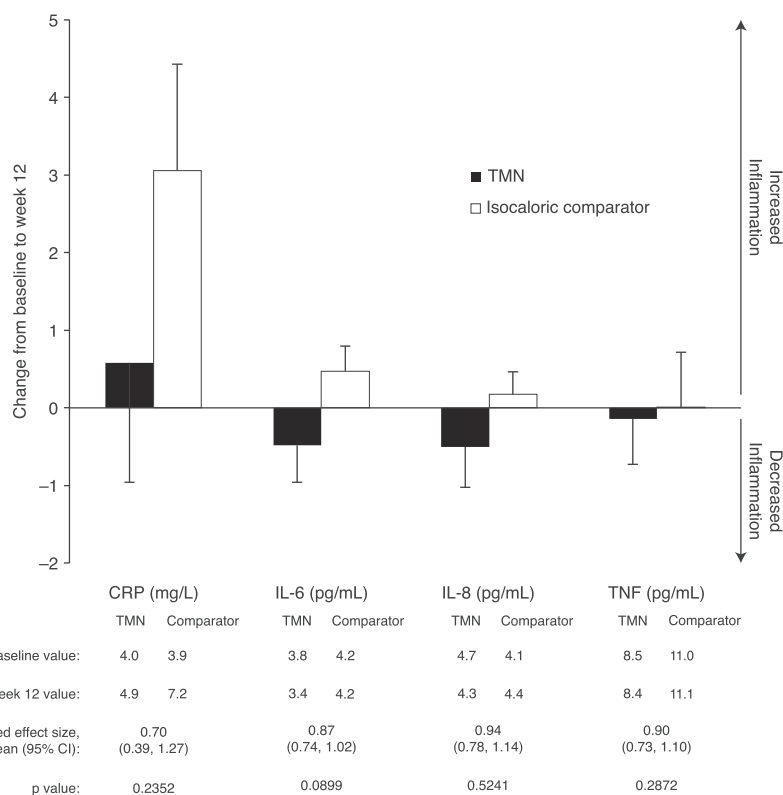 5
4
3
2
1
0
–1
–2
Change from baseline to week 12
TMN
Isocaloric comparator
Increased
Inflammation
Decreased
Inflammation
CRP (mg/L) IL-6 (pg/mL) IL-8 (pg/mL) TNF (pg/mL)
TMN Comparator TMN Comparator TMN Comparator TMN Comparator
value: 4.0 3.9 3.8 4.2 4.7 4.1 8.5 11.0
12 value: 4.9 7.2 3.4 4.2 4.3 4.4 8.4 11.1
effect size, 0.70 0.87 0.94 0.90
(95% CI): (0.39, 1.27) (0.74, 1.02) (0.78, 1.14) (0.73, 1.10)
p value: 0.2352 0.0899 0.5241 0.2872